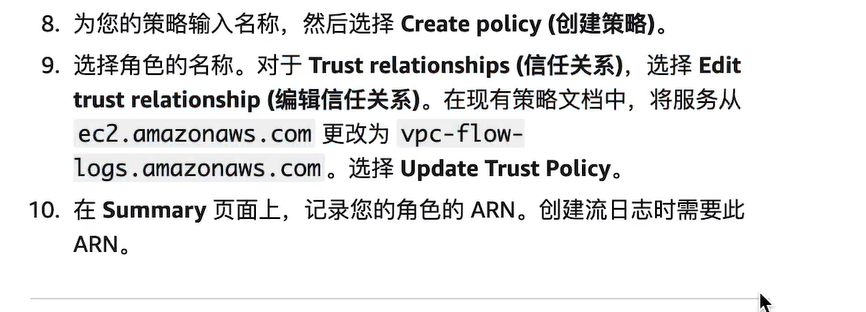 8. 为您的策略输入名称，然后选择 Create policy (创建策略)。
9. 选择角色的名称。对于 Trust relationships (信任关系)，选择 Edit
trust relationship (编辑信任关系)。在现有策略文档中，将服务从
ec2.amazonaws.com 更改为 vpc-flow-
logs.amazonaws.com。选择 Update Trust Policy。
10. 在 Summary 页面上，记录您的角色的 ARN。创建流日志时需要此
ARN。